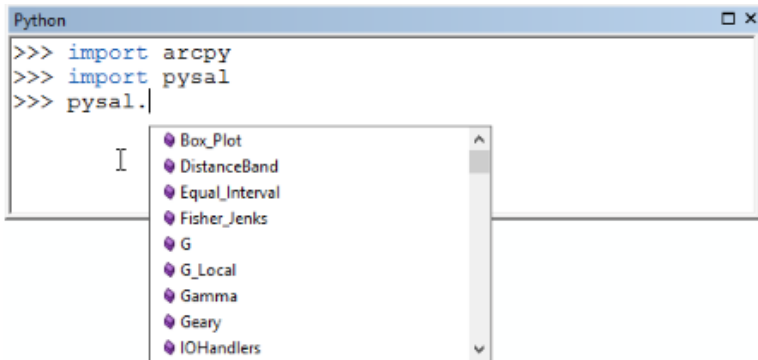 Python
>>> import arcpy
>>> import pysal
>>> pysal.
Box_Plot
DistanceBand
Equal_Interval
Fisher_Jenks
G
G_Local
Gamma
Geary
IOHandlers